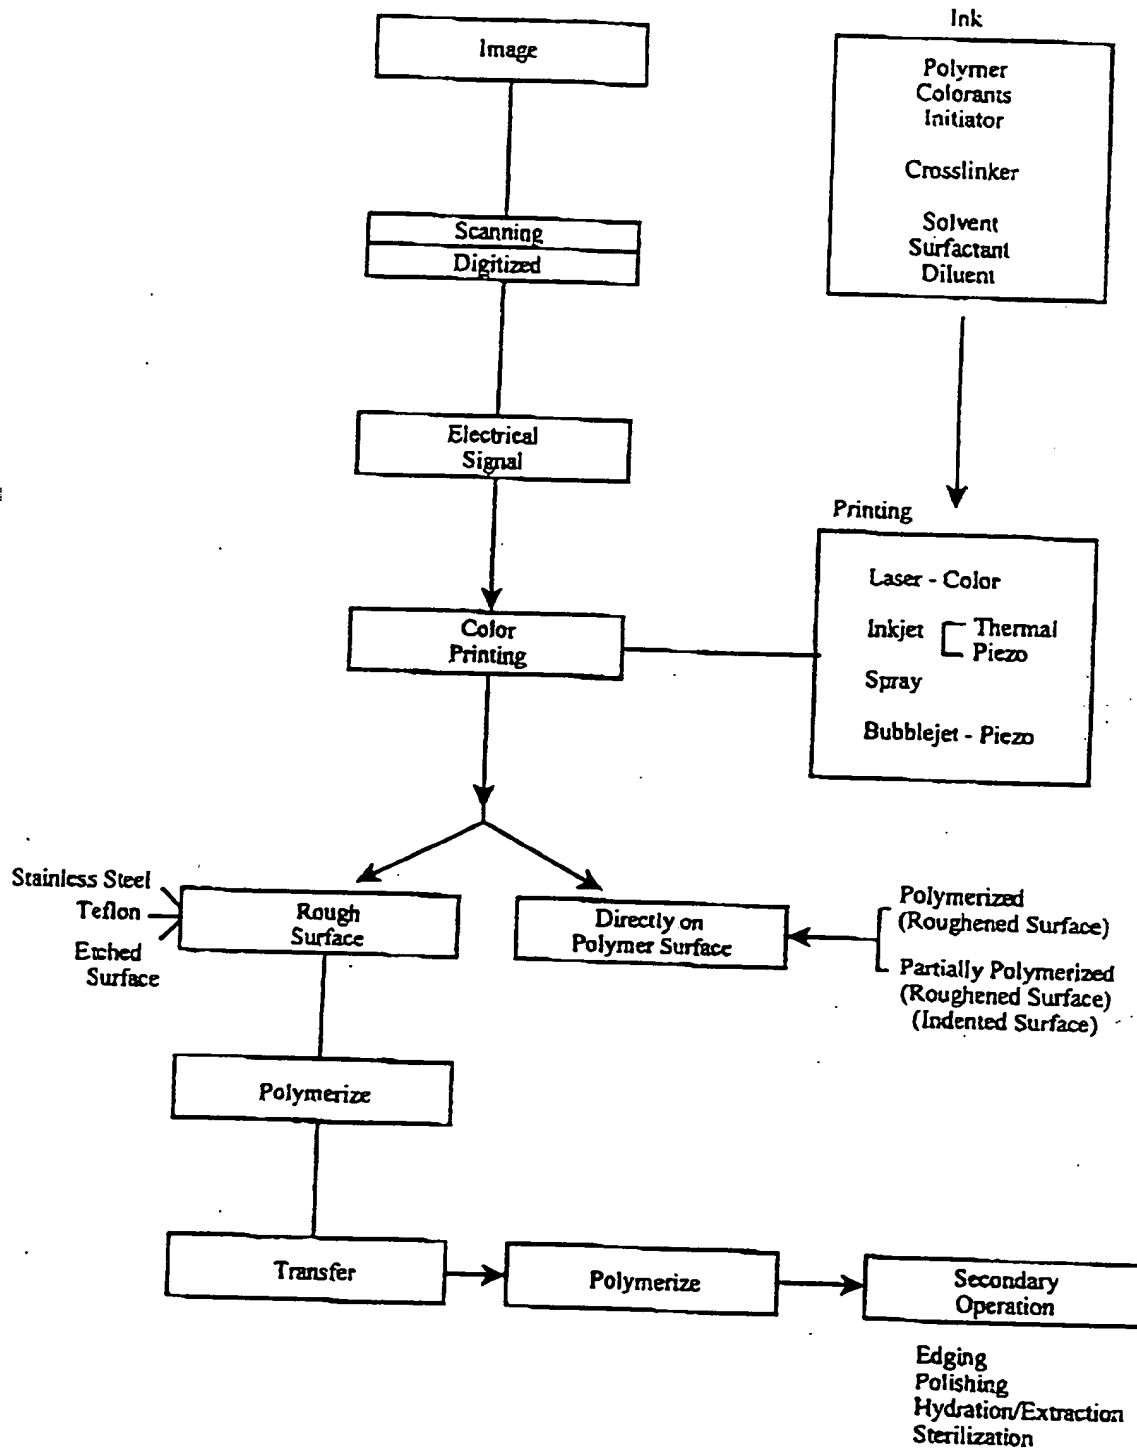 Image
Ink
Polymer
Colorants
Initiator
Crosslinker
Solvent
Surfactant
Diluent
Scanning
Digitized
Electrical
Signal
Printing
Laser - Color
Inkjet
Thermal
Piezo
Spray
Bubblejet - Piezo
Color
Printing
Stainless Steel
Teflon
Etched
Surface
Rough
Surface
Directly on
Polymer Surface
Polymerized
(Roughened Surface)
Partially Polymerized
(Roughened Surface)
(Indented Surface)
Polymerize
Transfer
Polymerize
Secondary
Operation
Edging
Polishing
Hydration/Extraction
Sterilization